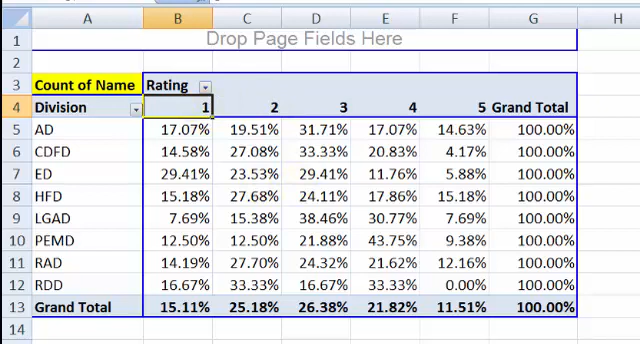 A B C D E F G H
1 Drop Page Fields Here
2
3 Count of Name Rating
4 Division 1 2 3 4 5 Grand Total
5 AD 17.07% 19.51% 31.71% 17.07% 14.63% 100.00%
6 CDFD 14.58% 27.08% 33.33% 20.83% 4.17% 100.00%
7 ED 29.41% 23.53% 29.41% 11.76% 5.88% 100.00%
8 HFD 15.18% 27.68% 24.11% 17.86% 15.18% 100.00%
9 LGAD 7.69% 15.38% 38.46% 30.77% 7.69% 100.00%
10 PEMD 12.50% 12.50% 21.88% 43.75% 9.38% 100.00%
11 RAD 14.19% 27.70% 24.32% 21.62% 12.16% 100.00%
12 RDD 16.67% 33.33% 16.67% 33.33% 0.00% 100.00%
13 Grand Total 15.11% 25.18% 26.38% 21.82% 11.51% 100.00%
14